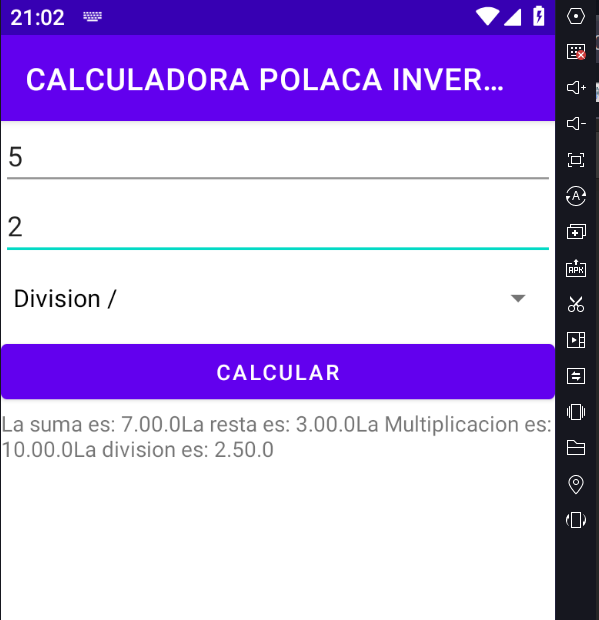 21:02
CALCULADORA POLACA INVER...
5
2
Division /
CALCULAR
La suma es: 7.00.0La resta es: 3.00.0La Multiplicacion es:
10.00.0La division es: 2.50.0
A
APK